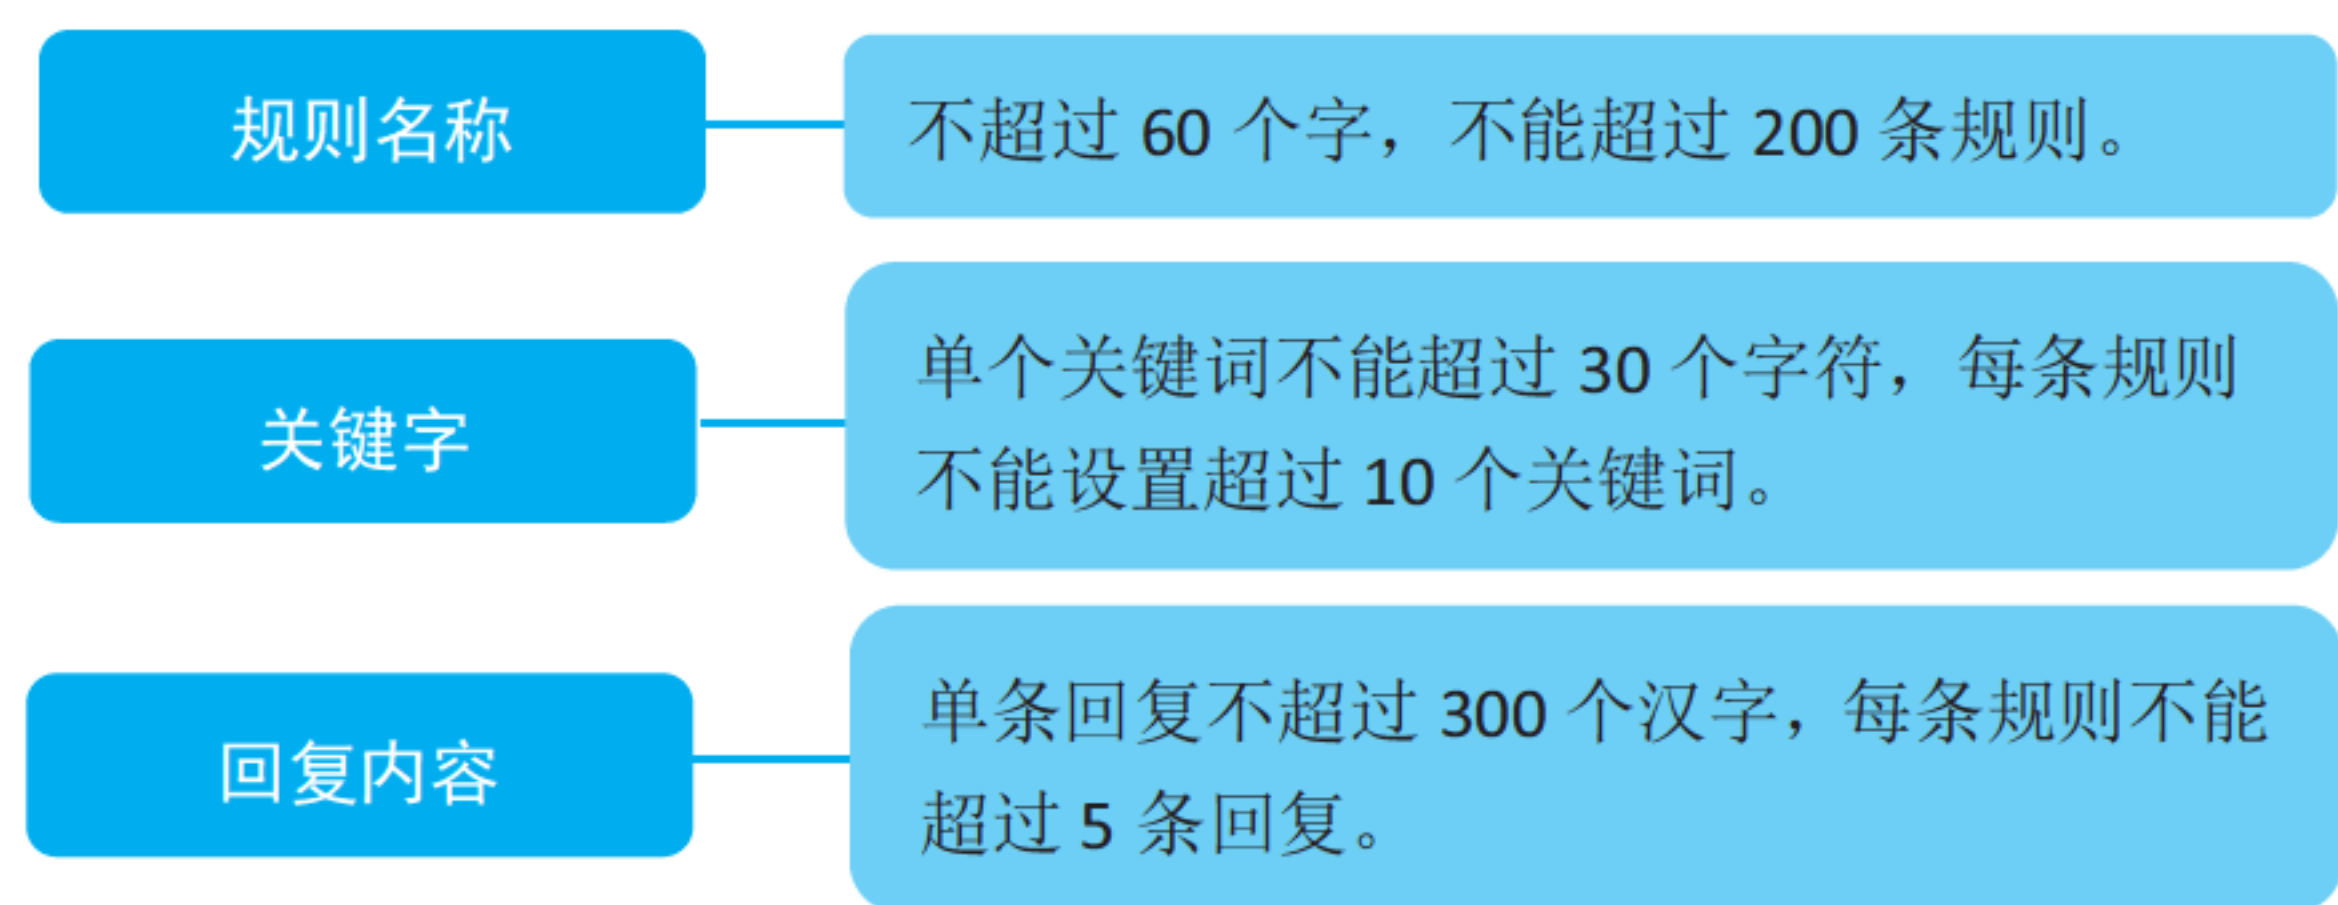 规则名称
不超过 60 个字，不能超过 200 条规则。
关键字
单个关键词不能超过 30 个字符，每条规则
不能设置超过 10 个关键词。
回复内容
单条回复不超过 300 个汉字，每条规则不能
超过 5 条回复。